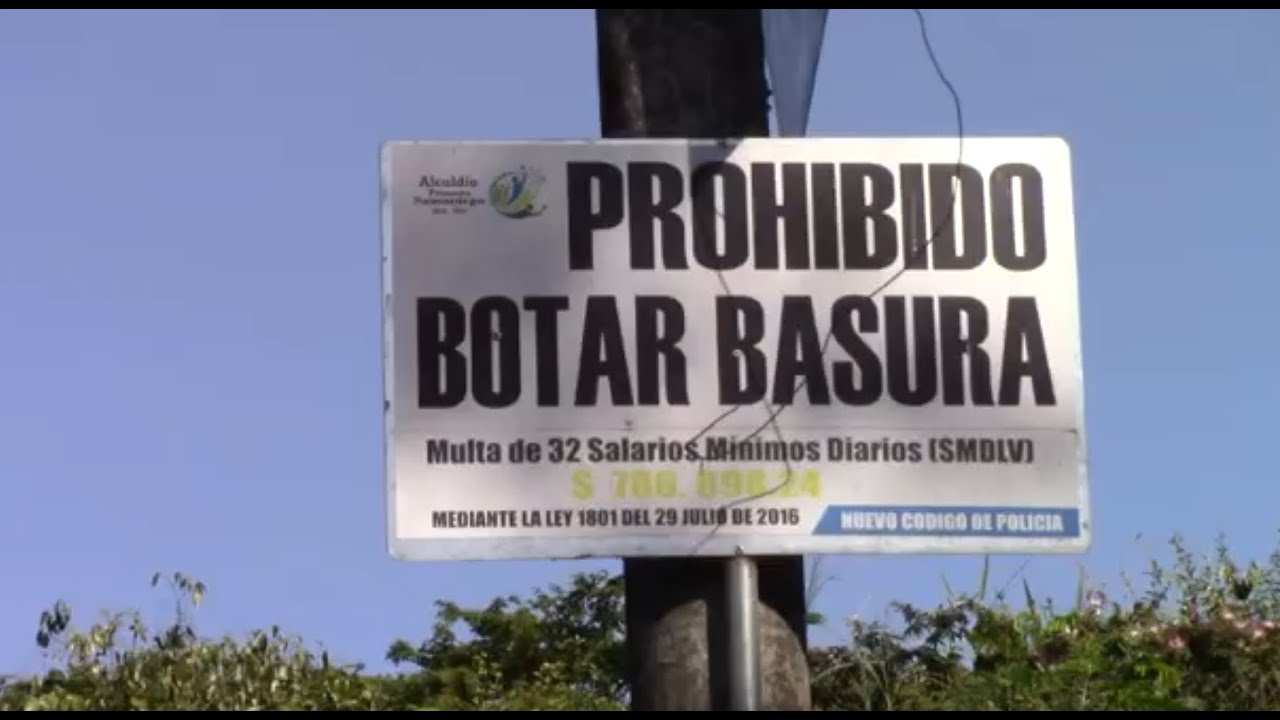 Alcaldía
PROHIBIDO
BOTAR BASURA
Multa de 32 Salarios Mínimos Diarios (SMDLV)
$ 786. 898.24
MEDIANTE LA LEY 1801 DEL 29 JULIO DE 2016
NUEVO CODIGO DE POLICIA